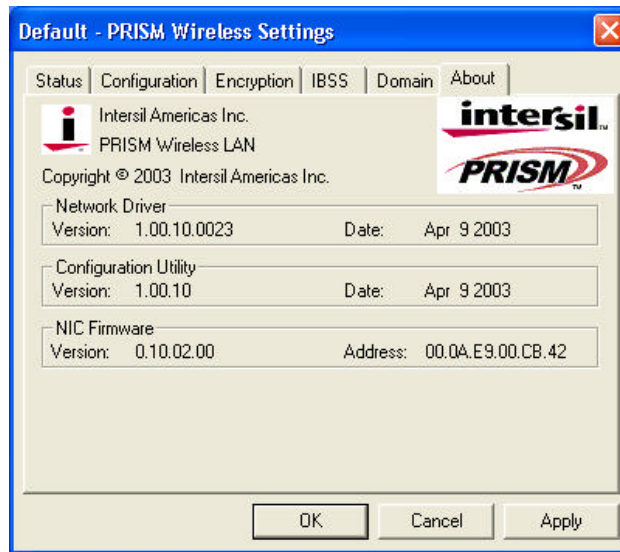 Default - PRISM Wireless Settings
Status Configuration Encryption IBSS Domain About
Intersil Americas Inc.
PRISM Wireless LAN
intersil™
PRISM™
Copyright © 2003 Intersil Americas Inc.
Network Driver
Version: 1.00.10.0023 Date: Apr 9 2003
Configuration Utility
Version: 1.00.10 Date: Apr 9 2003
NIC Firmware
Version: 0.10.02.00 Address: 00.0A.E9.00.CB.42
OK Cancel Apply